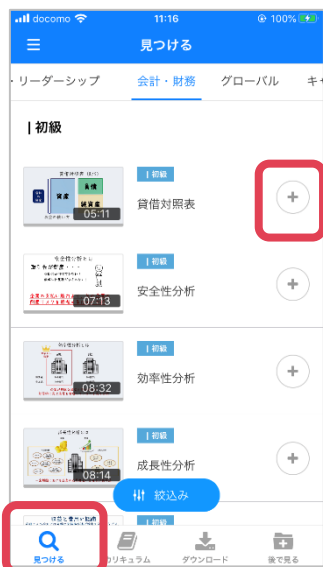 docomo 11:16 100%
見つける
・リーダーシップ 会計・財務 グローバル キャ
|初級
貸借対照表 (B/S)
資産 負債
純資産
05:11
|初級
貸借対照表
安全性分析とは
07:13
|初級
安全性分析
効率性分析とは
08:32
|初級
効率性分析
成長性分析とは
08:14
|初級
成長性分析
絞込み
|初級
見つける カリキュラム ダウンロード 後で見る